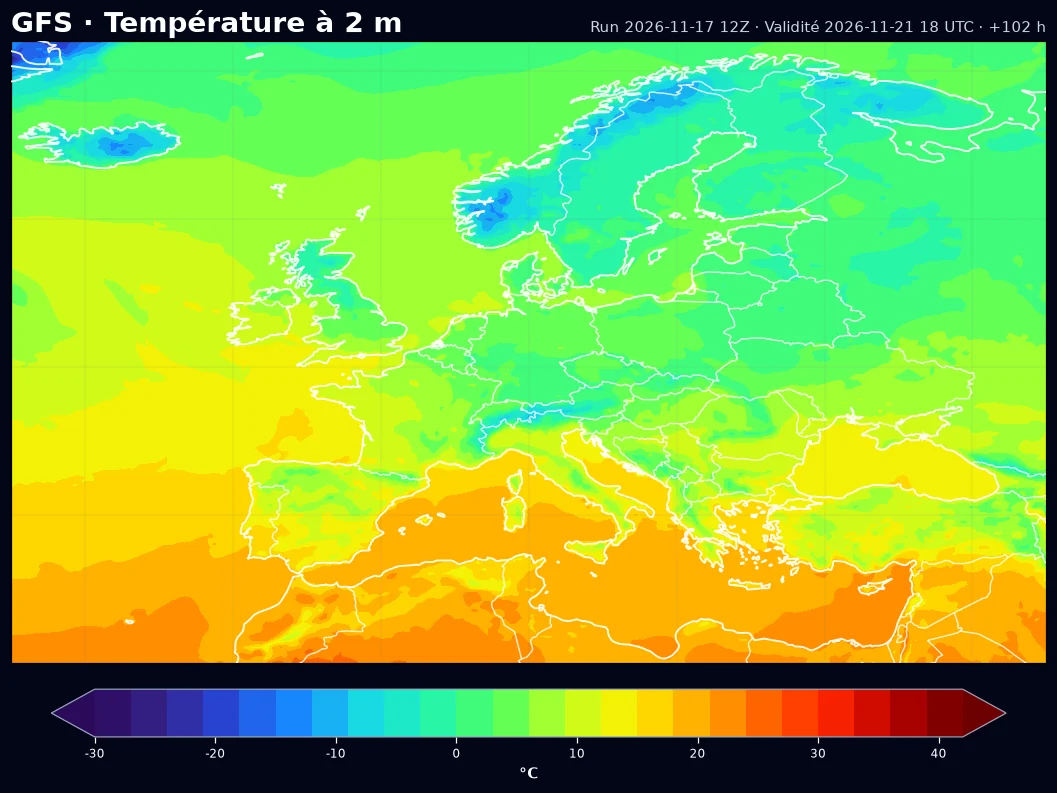 GFS · Température à 2 m
Run 2026-11-17 12Z · Validité 2026-11-21 18 UTC · +102 h
-30 -20 -10 0 10 20 30 40
°C